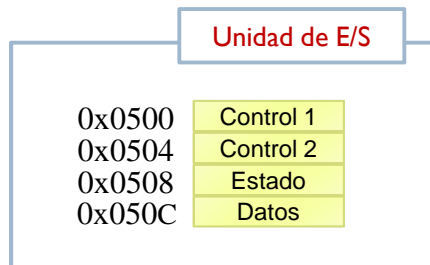 Unidad de E/S
0x0500 Control 1
0x0504 Control 2
0x0508 Estado
0x050C Datos